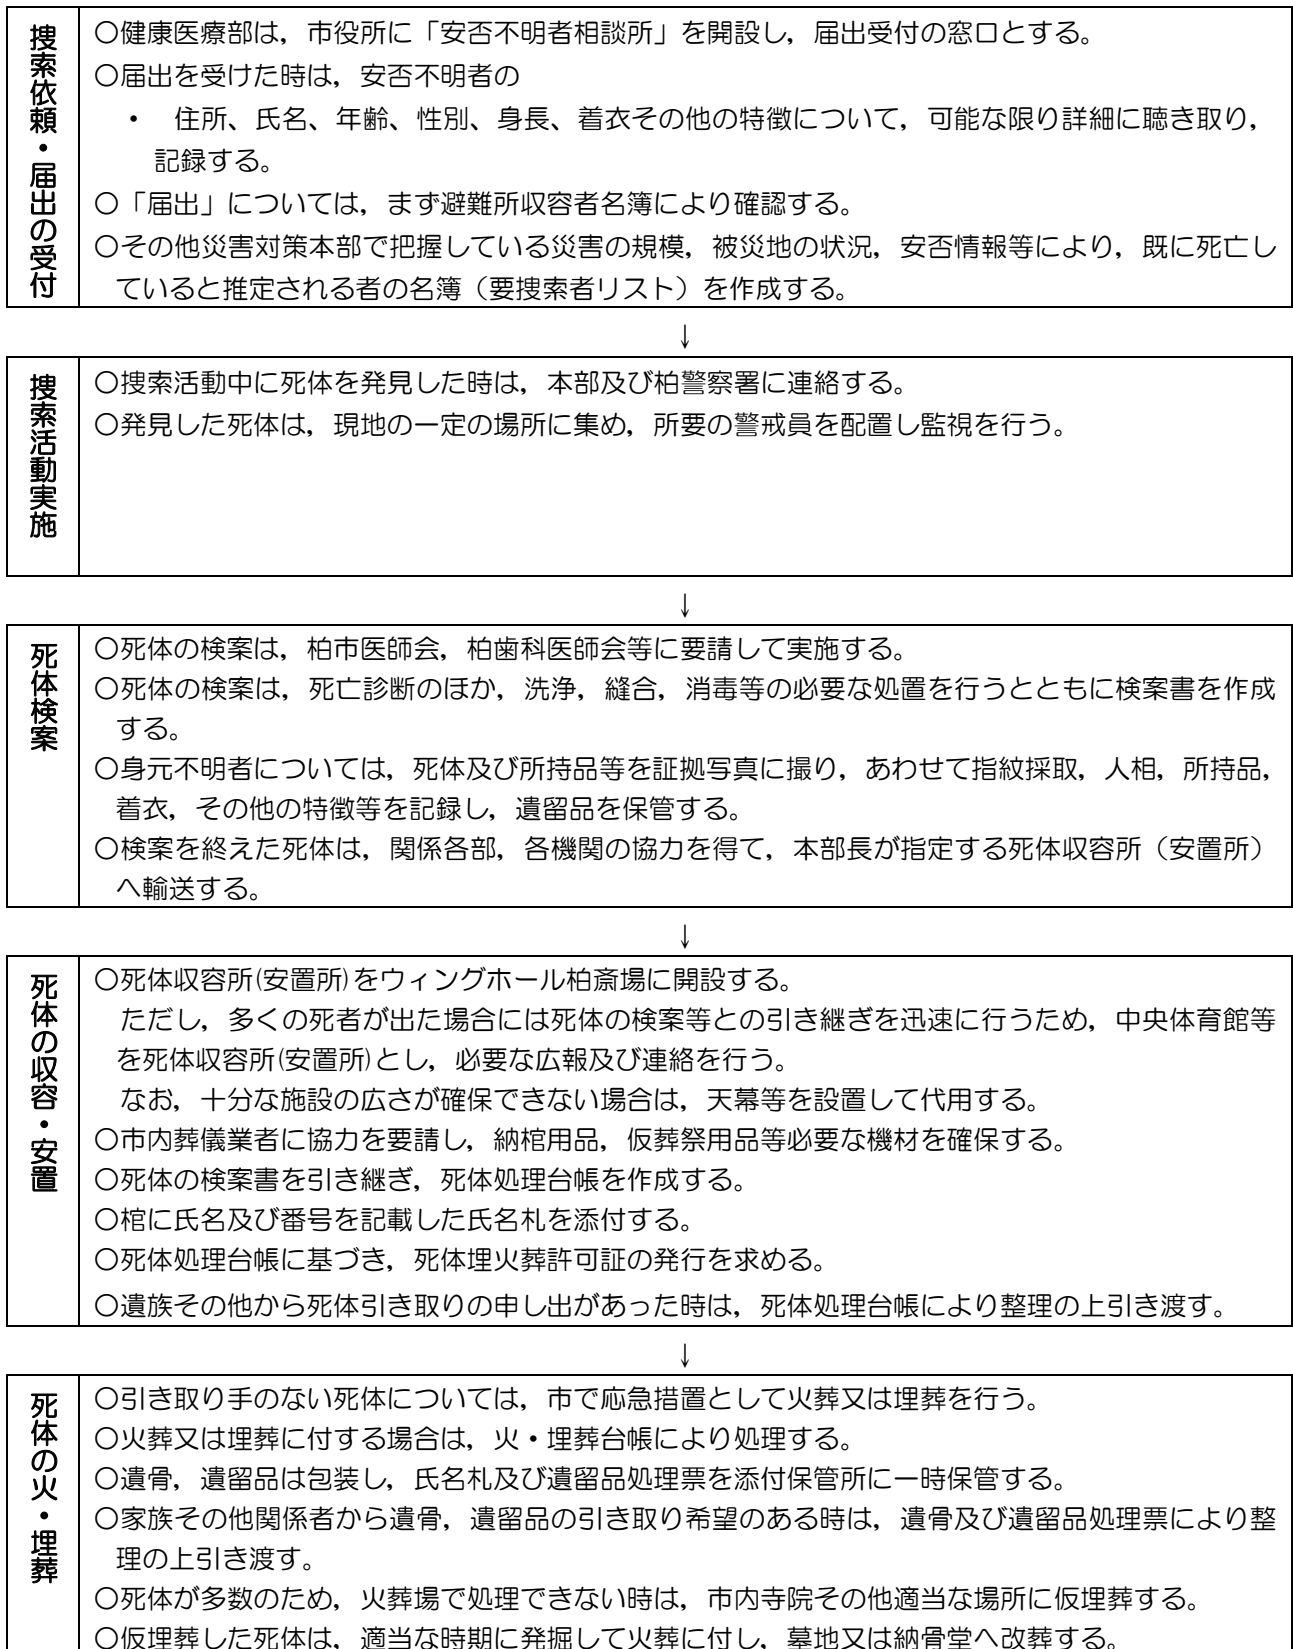 捜索依頼・届出の受付
〇健康医療部は，市役所に「安否不明者相談所」を開設し，届出受付の窓口とする。
〇届出を受けた時は，安否不明者の
・　住所、氏名、年齢、性別、身長、着衣その他の特徴について，可能な限り詳細に聴き取り，
記録する。
〇「届出」については，まず避難所収容者名簿により確認する。
〇その他災害対策本部で把握している災害の規模，被災地の状況，安否情報等により，既に死亡し
ていると推定される者の名簿（要捜索者リスト）を作成する。
↓
捜索活動実施
〇捜索活動中に死体を発見した時は，本部及び柏警察署に連絡する。
〇発見した死体は，現地の一定の場所に集め，所要の警戒員を配置し監視を行う。
↓
死体検案
〇死体の検案は，柏市医師会，柏歯科医師会等に要請して実施する。
〇死体の検案は，死亡診断のほか，洗浄，縫合，消毒等の必要な処置を行うとともに検案書を作成
する。
〇身元不明者については，死体及び所持品等を証拠写真に撮り，あわせて指紋採取，人相，所持品，
着衣，その他の特徴等を記録し，遺留品を保管する。
〇検案を終えた死体は，関係各部，各機関の協力を得て，本部長が指定する死体収容所（安置所）
へ輸送する。
↓
死体の収容・安置
〇死体収容所(安置所)をウィングホール柏斎場に開設する。
ただし，多くの死者が出た場合には死体の検案等との引き継ぎを迅速に行うため，中央体育館等
を死体収容所(安置所)とし，必要な広報及び連絡を行う。
なお，十分な施設の広さが確保できない場合は，天幕等を設置して代用する。
〇市内葬儀業者に協力を要請し，納棺用品，仮葬祭用品等必要な機材を確保する。
〇死体の検案書を引き継ぎ，死体処理台帳を作成する。
〇棺に氏名及び番号を記載した氏名札を添付する。
〇死体処理台帳に基づき，死体埋火葬許可証の発行を求める。
〇遺族その他から死体引き取りの申し出があった時は，死体処理台帳により整理の上引き渡す。
↓
死体の火・埋葬
〇引き取り手のない死体については，市で応急措置として火葬又は埋葬を行う。
〇火葬又は埋葬に付する場合は，火・埋葬台帳により処理する。
〇遺骨，遺留品は包装し，氏名札及び遺留品処理票を添付保管所に一時保管する。
〇家族その他関係者から遺骨，遺留品の引き取り希望のある時は，遺骨及び遺留品処理票により整
理の上引き渡す。
〇死体が多数のため，火葬場で処理できない時は，市内寺院その他適当な場所に仮埋葬する。
〇仮埋葬した死体は，適当な時期に発掘して火葬に付し，墓地又は納骨堂へ改葬する。